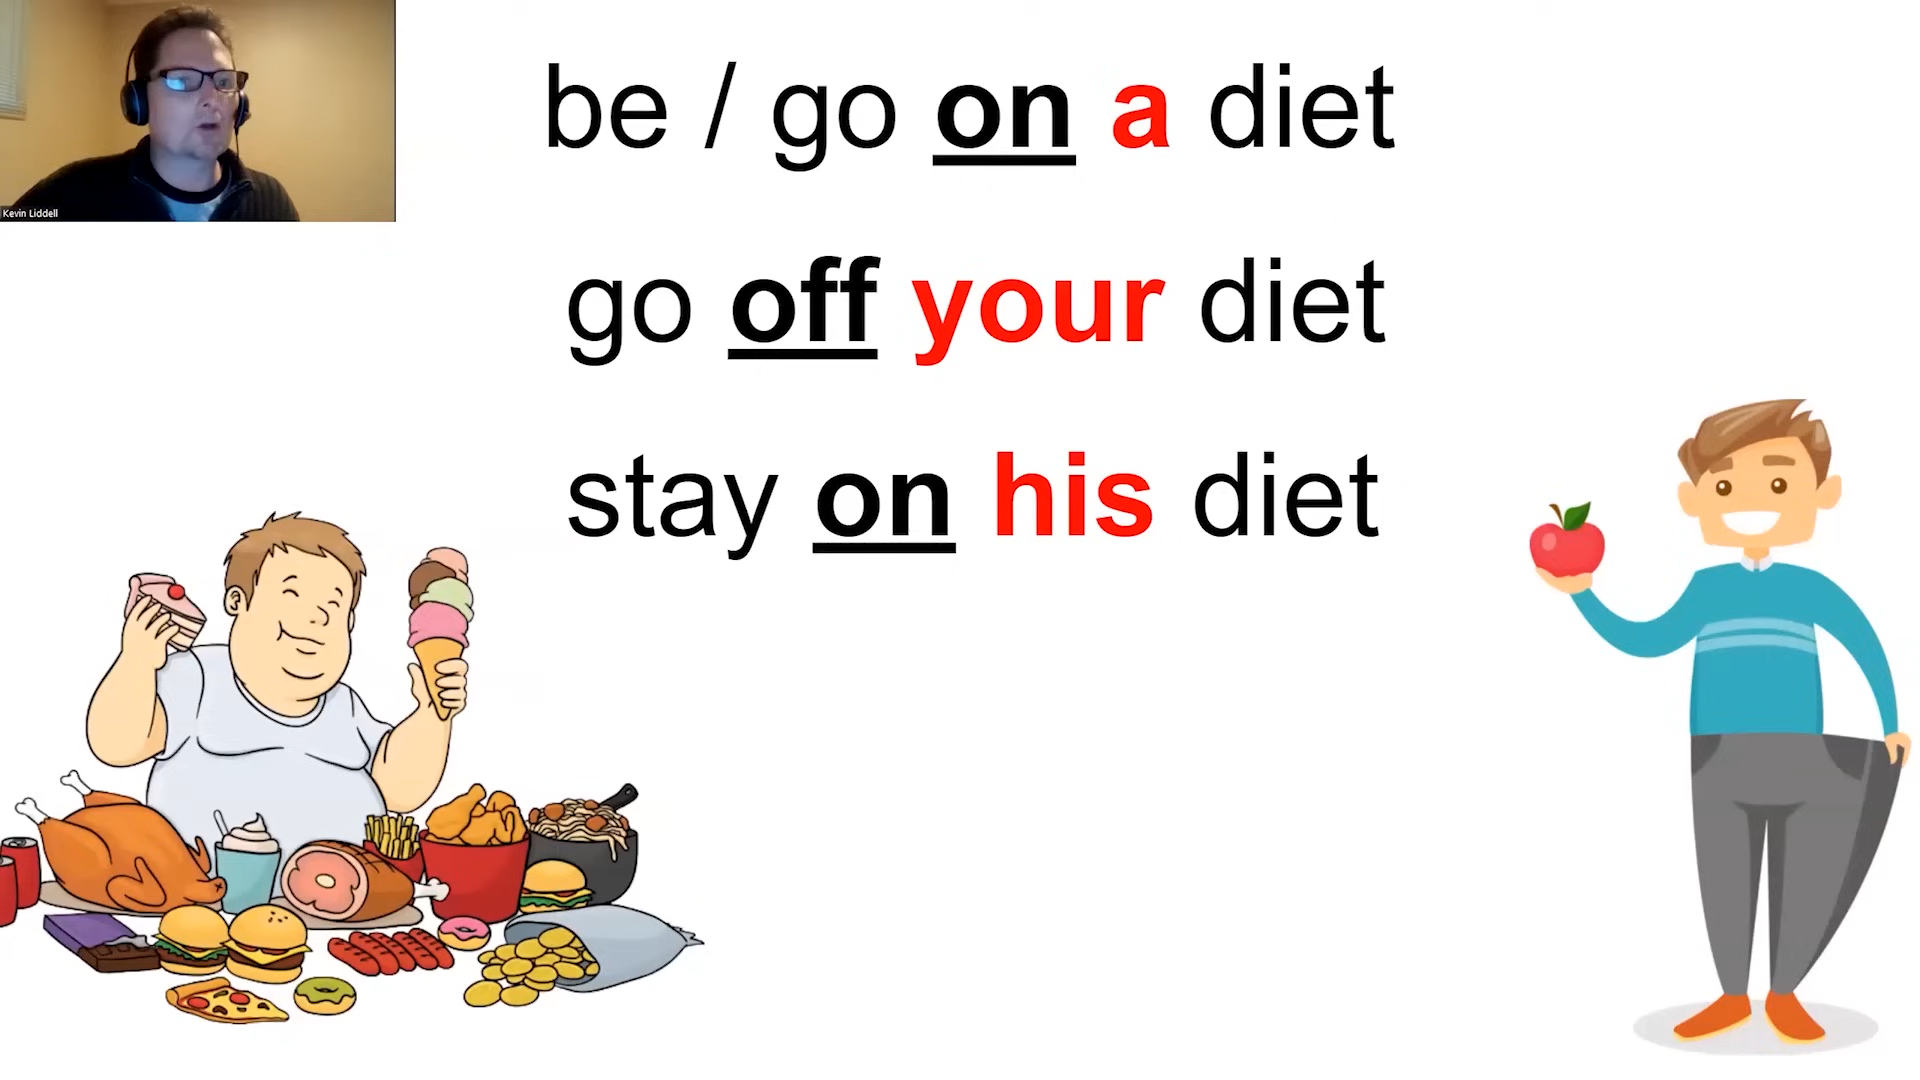 Kevin Liddell
be / go on a diet
go off your diet
stay on his diet